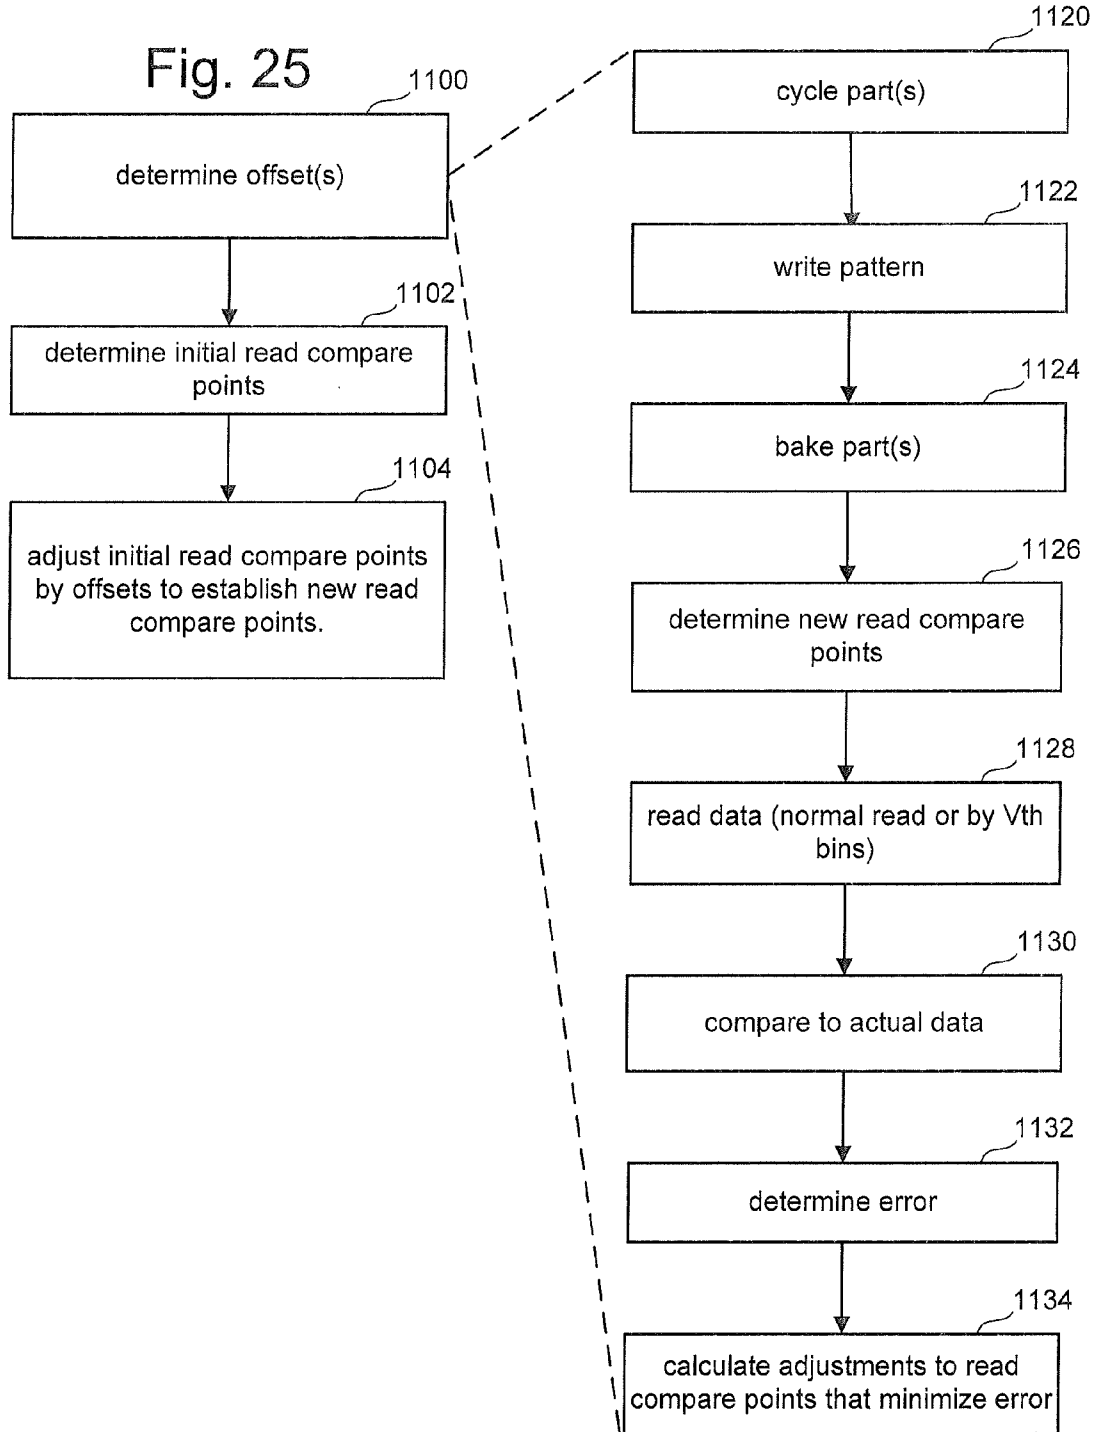 Fig. 25
1100
determine offset(s)
1102
determine initial read compare
points
1104
adjust initial read compare points
by offsets to establish new read
compare points.
1120
cycle part(s)
1122
write pattern
1124
bake part(s)
1126
determine new read compare
points
1128
read data (normal read or by Vth
bins)
1130
compare to actual data
1132
determine error
1134
calculate adjustments to read
compare points that minimize error